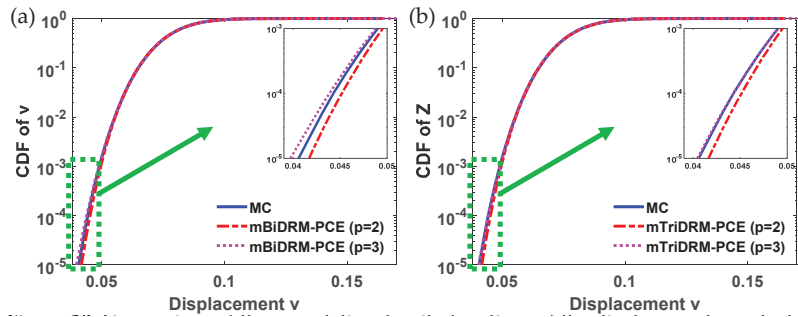 (a)
10^0
10^-1
10^-2
10^-3
10^-4
10^-5
CDF of v
0.05 0.1 0.15
Displacement v
10^-3
10^-4
10^-5
0.04 0.045 0.05
MC
mBiDRM-PCE (p=2)
mBiDRM-PCE (p=3)
(b)
10^0
10^-1
10^-2
10^-3
10^-4
10^-5
CDF of Z
0.05 0.1 0.15
Displacement v
10^-3
10^-4
10^-5
0.04 0.045 0.05
MC
mTriDRM-PCE (p=2)
mTriDRM-PCE (p=3)